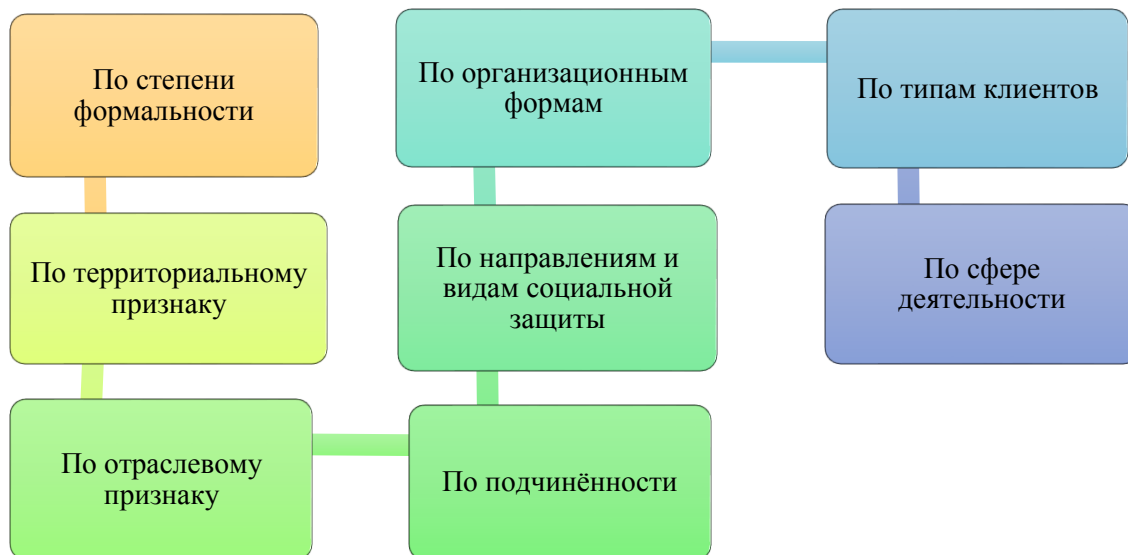 По степени
формальности
По территориальному
признаку
По отраслевому
признаку
По подчинённости
По направлениям и
видам социальной
защиты
По организационным
формам
По типам клиентов
По сфере
деятельности